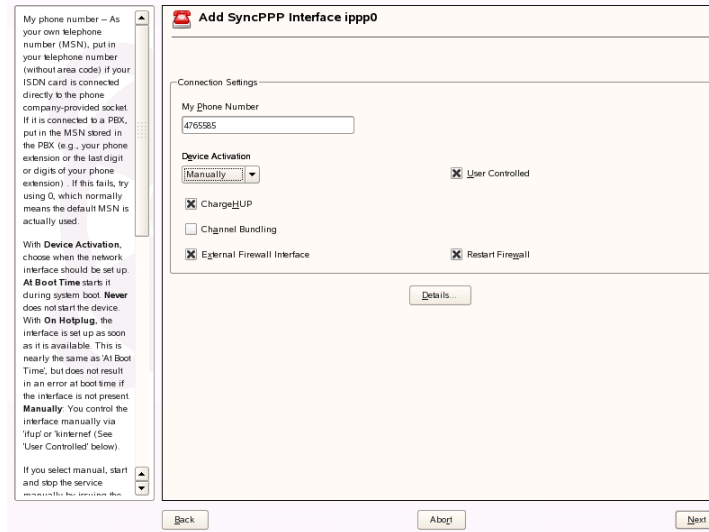 My phone number – As
your own telephone
number (MSN), put in
your telephone number
(without area code) if your
ISDN card is connected
directly to the phone
company-provided socket.
If it is connected to a PBX,
put in the MSN stored in
the PBX (e.g., your phone
extension or the last digit
or digits of your phone
extension) . If this fails, try
using 0, which normally
means the default MSN is
actually used.
With Device Activation,
choose when the network
interface should be set up.
At Boot Time starts it
during system boot. Never
does not start the device.
With On Hotplug, the
interface is set up as soon
as it is available. This is
nearly the same as 'At Boot
Time', but does not result
in an error at boot time if
the interface is not present.
Manually: You control the
interface manually via
'ifup' or 'kinternet' (See
'User Controlled' below).
If you select manual, start
and stop the service
manually by issuing the
Add SyncPPP Interface ippp0
Connection Settings
My Phone Number
4765585
Device Activation
Manually
User Controlled
ChargeHUP
Channel Bundling
External Firewall Interface
Restart Firewall
Details...
Back
Abort
Next